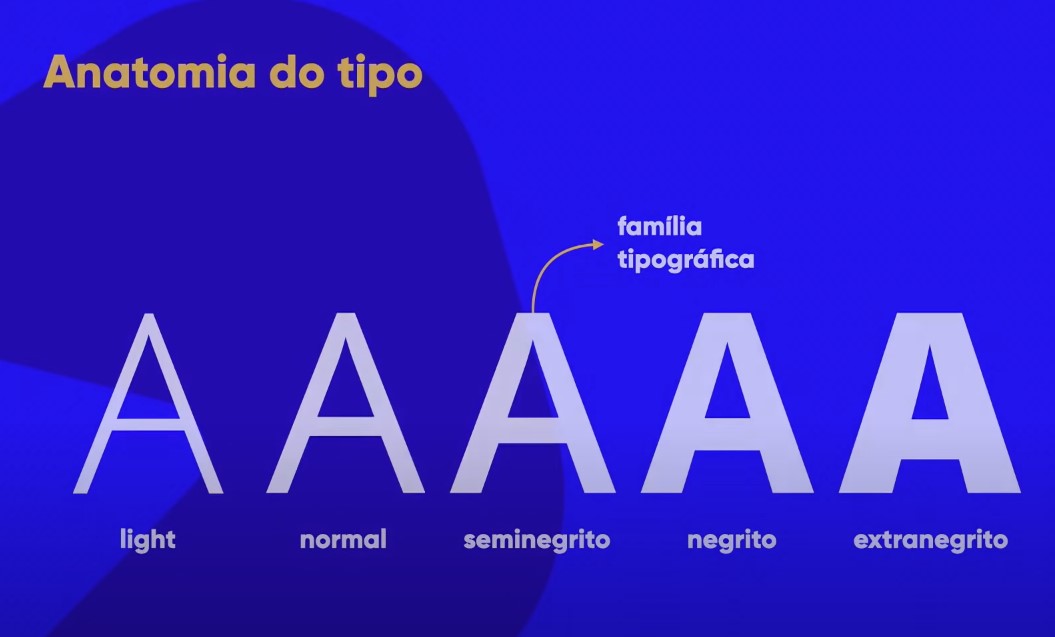 Anatomia do tipo
família
tipográfica
A A A A A
light normal seminegrito negrito extranegrito